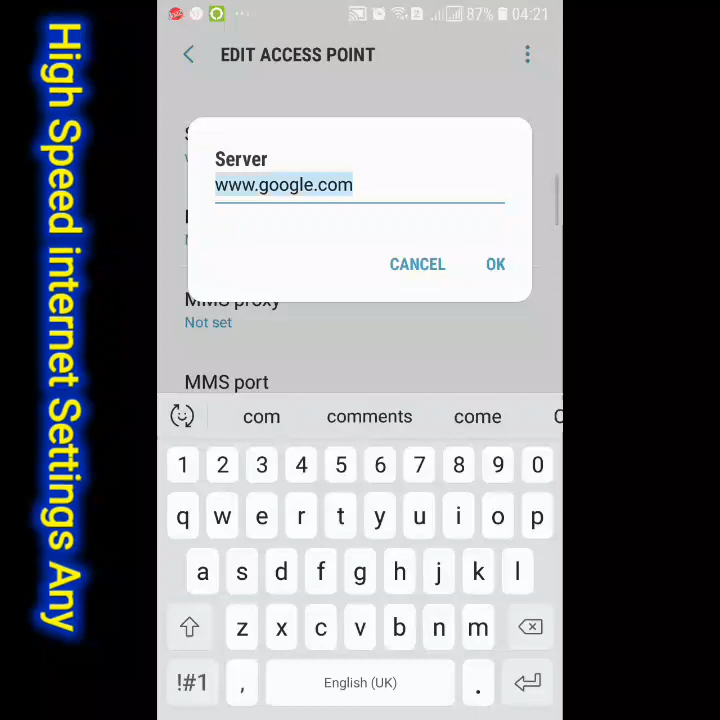 High Speed internet Settings Any
87% 04:21
EDIT ACCESS POINT
Server
www.google.com
CANCEL OK
MMS proxy
Not set
MMS port
com comments come
1 2 3 4 5 6 7 8 9 0
q w e r t y u i o p
a s d f g h j k l
z x c v b n m
!#1 , English (UK) .